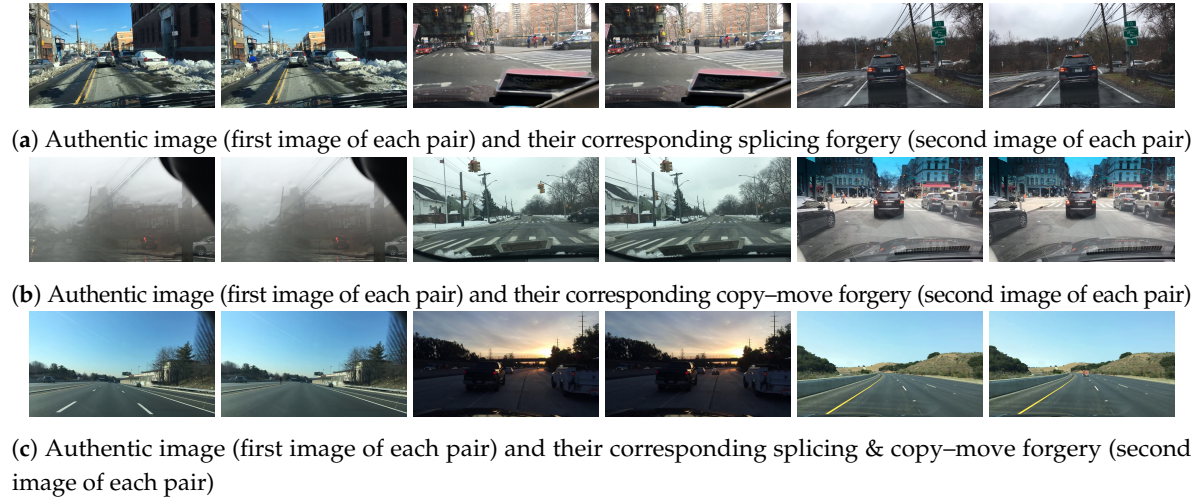 (a) Authentic image (first image of each pair) and their corresponding splicing forgery (second image of each pair)
(b) Authentic image (first image of each pair) and their corresponding copy–move forgery (second image of each pair)
(c) Authentic image (first image of each pair) and their corresponding splicing & copy–move forgery (second
image of each pair)